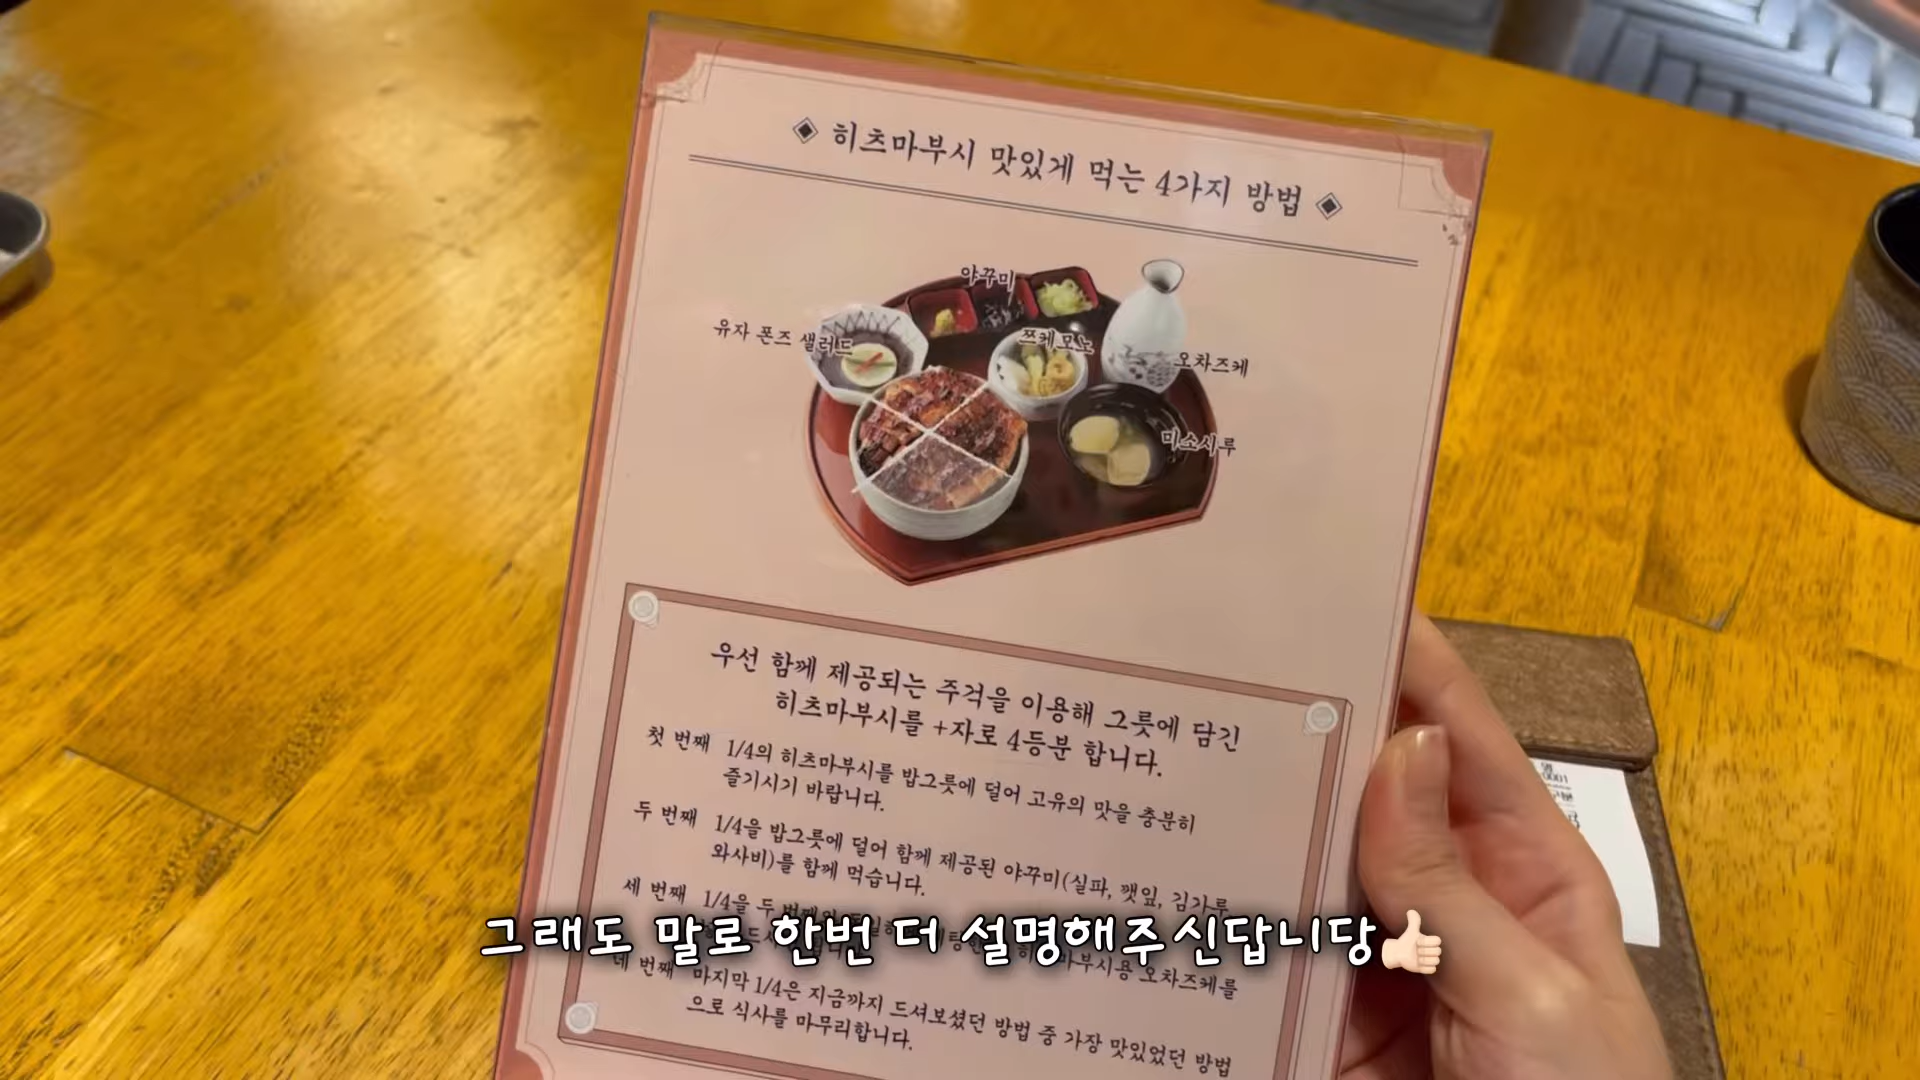 히츠마부시 맛있게 먹는 4가지 방법
야꾸미
유자 폰즈 샐러드
쯔케모노
오차즈케
미소시루
우선 함께 제공되는 주걱을 이용해 그릇에 담긴
히츠마부시를 +자로 4등분 합니다.
첫 번째 1/4의 히츠마부시를 밥그릇에 덜어 고유의 맛을 충분히
즐기시기 바랍니다.
두 번째 1/4을 밥그릇에 덜어 함께 제공된 야꾸미(실파, 깻잎, 김가루
와사비)를 함께 먹습니다.
세 번째 1/4을 두 번째와
오차즈케를
그래도 말로 한번 더 설명해주신답니당👍🏻
네 번째 마지막 1/4은 지금까지 드셔보셨던 방법 중 가장 맛있었던 방법
으로 식사를 마무리합니다.
명
0001
구분